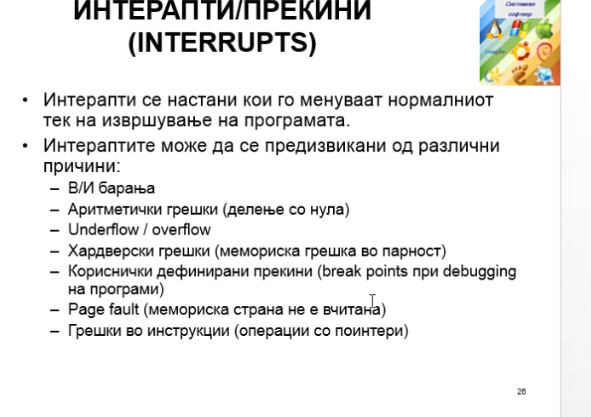 ИНТЕРАПТИ/ПРЕКИНИ
(INTERRUPTS)
Системски
софтвер
• Интерапти се настани кои го менуваат нормалниот
тек на извршување на програмата.
• Интераптите може да се предизвикани од различни
причини:
– В/И барања
– Аритметички грешки (делење со нула)
– Underflow / overflow
– Хардверски грешки (мемориска грешка во парност)
– Кориснички дефинирани прекини (break points при debugging
на програми)
– Page fault (мемориска страна не е вчитана)
– Грешки во инструкции (операции со поинтери)
26